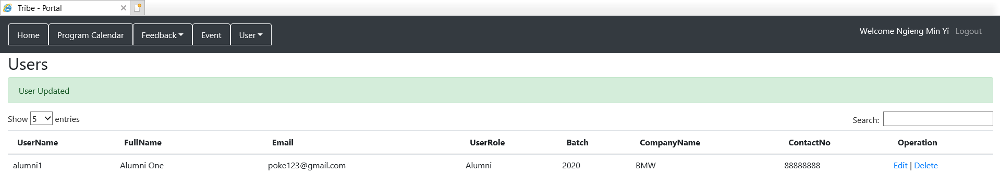 Tribe - Portal
Home Program Calendar Feedback Event User Welcome Ngieng Min Yi Logout
Users
User Updated
Show 5 entries Search:
UserName FullName Email UserRole Batch CompanyName ContactNo Operation
alumni1 Alumni One poke123@gmail.com Alumni 2020 BMW 88888888 Edit | Delete